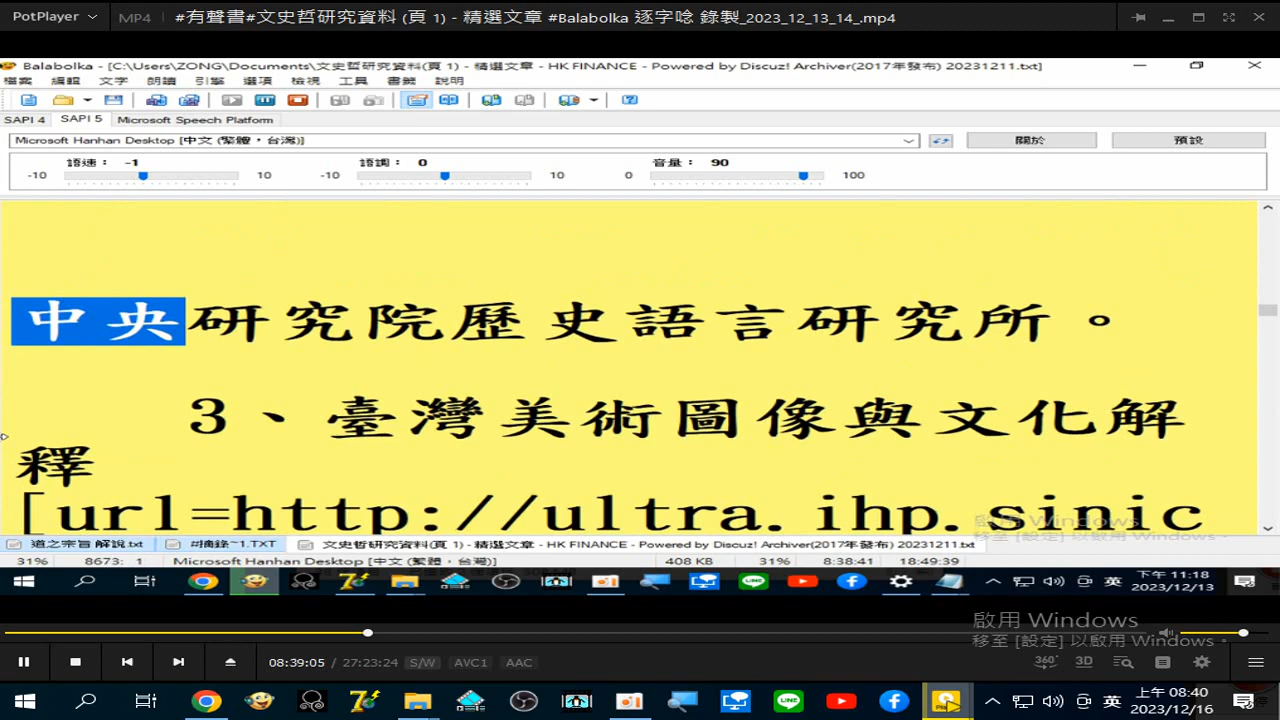 PotPlayer MP4 #有聲書#文史哲研究資料 (頁 1) - 精選文章 #Balabolka 逐字唸 錄製_2023_12_13_14_.mp4
Balabolka - [C:\Users\ZONG\Documents\文史哲研究資料(頁 1) - 精選文章 - HK FINANCE - Powered by Discuz! Archiver(2017年發布) 20231211.txt]
檔案 編輯 文字 朗讀 引擎 選項 檢視 工具 書籤 說明
SAPI 4 SAPI 5 Microsoft Speech Platform
Microsoft Hanhan Desktop [中文 (繁體，台灣)] 關於 預設
語速： -1 語調： 0 音量： 90
-10 10 -10 10 0 100
中央研究院歷史語言研究所。
3、臺灣美術圖像與文化解
釋
[url=http://ultra.ihp.sinic
啟用 Windows
移至 [設定] 以啟用 Windows。
道之宗旨 解說.txt #摘錄~1.TXT 文史哲研究資料(頁 1) - 精選文章 - HK FINANCE - Powered by Discuz! Archiver(2017年發布) 20231211.txt
31% 8673: 1 Microsoft Hanhan Desktop [中文 (繁體，台灣)] 408 KB 31% 8:38:41 18:49:39
英 下午 11:18
2023/12/13
啟用 Windows
移至 [設定] 以啟用 Windows。
08:39:05 / 27:23:24 S/W AVC1 AAC 360° 3D
英 上午 08:40
2023/12/16